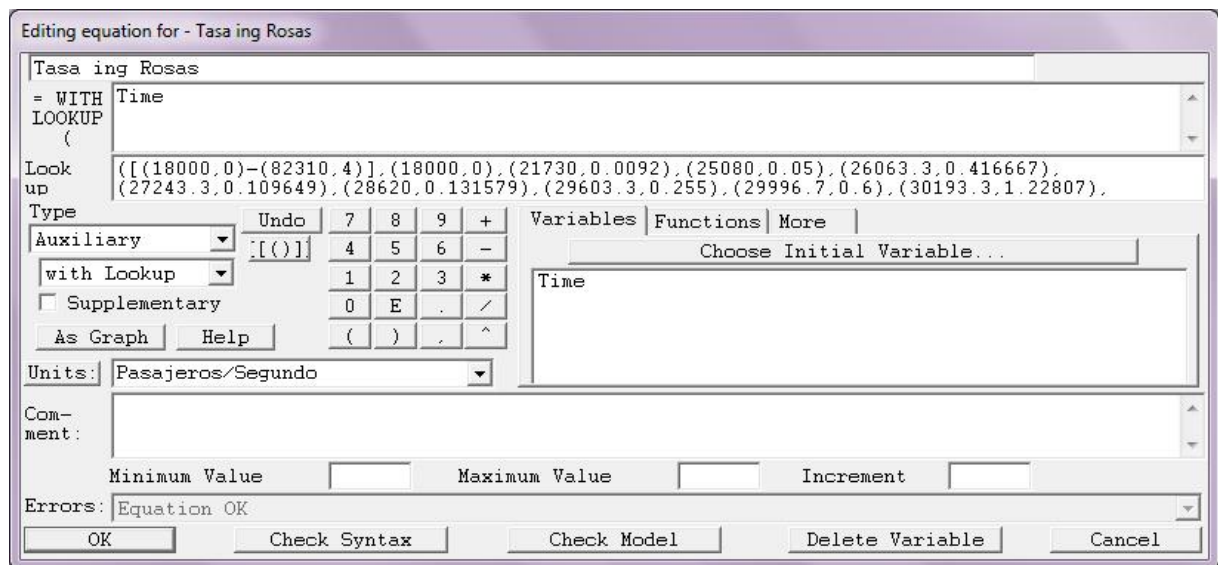 Editing equation for - Tasa ing Rosas
Tasa ing Rosas
= WITH LOOKUP (
Time
Look up
([(18000,0)-(82310,4)],(18000,0),(21730,0.0092),(25080,0.05),(26063.3,0.416667),
(27243.3,0.109649),(28620,0.131579),(29603.3,0.255),(29996.7,0.6),(30193.3,1.22807),
Type
Auxiliary
with Lookup
Supplementary
As Graph Help
Undo 7 8 9 +
[[()]] 4 5 6 -
1 2 3 *
0 E . /
( ) , ^
Variables Functions More
Choose Initial Variable...
Time
Units: Pasajeros/Segundo
Com-
ment:
Minimum Value Maximum Value Increment
Errors: Equation OK
OK Check Syntax Check Model Delete Variable Cancel